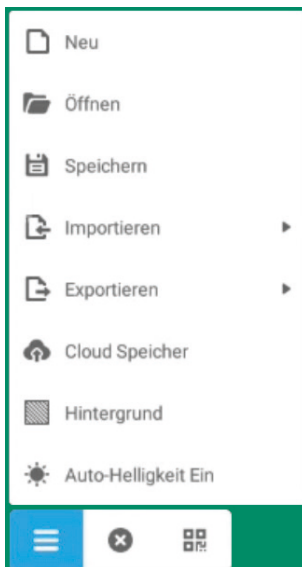 Neu
Öffnen
Speichern
Importieren
Exportieren
Cloud Speicher
Hintergrund
Auto-Helligkeit Ein